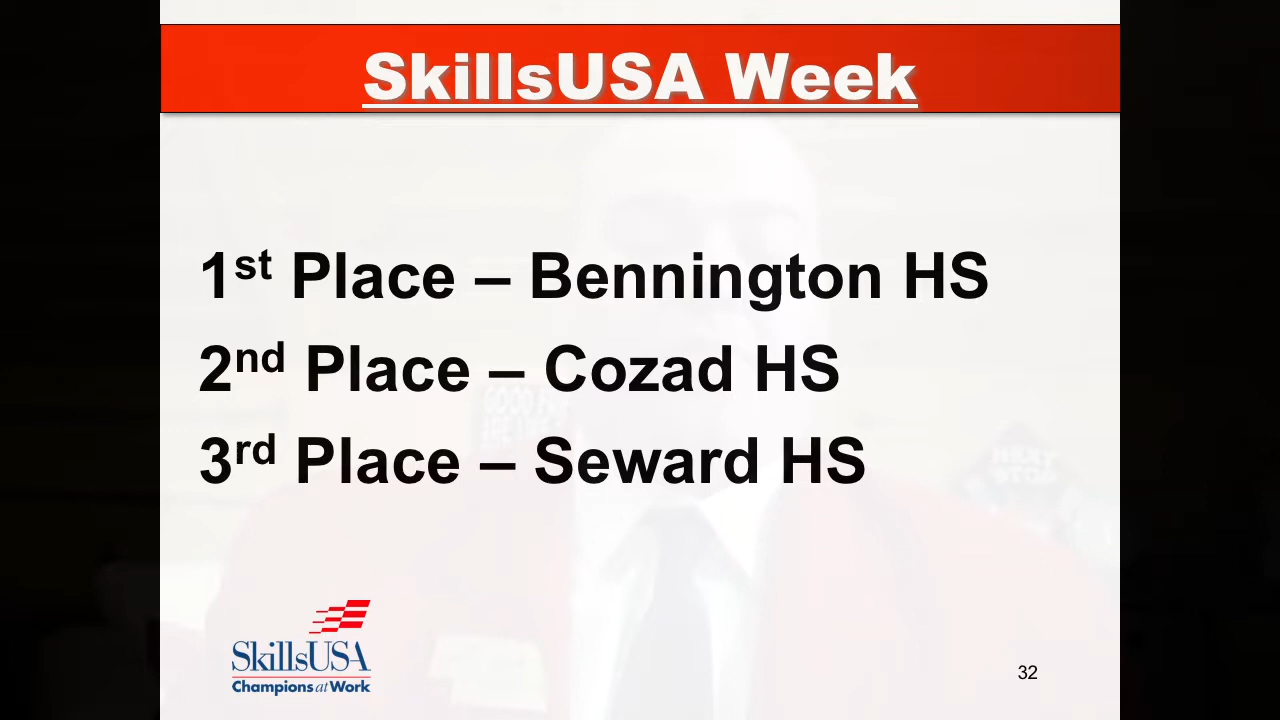 SkillsUSA Week
1st Place – Bennington HS
2nd Place – Cozad HS
3rd Place – Seward HS
SkillsUSA
Champions at Work
32